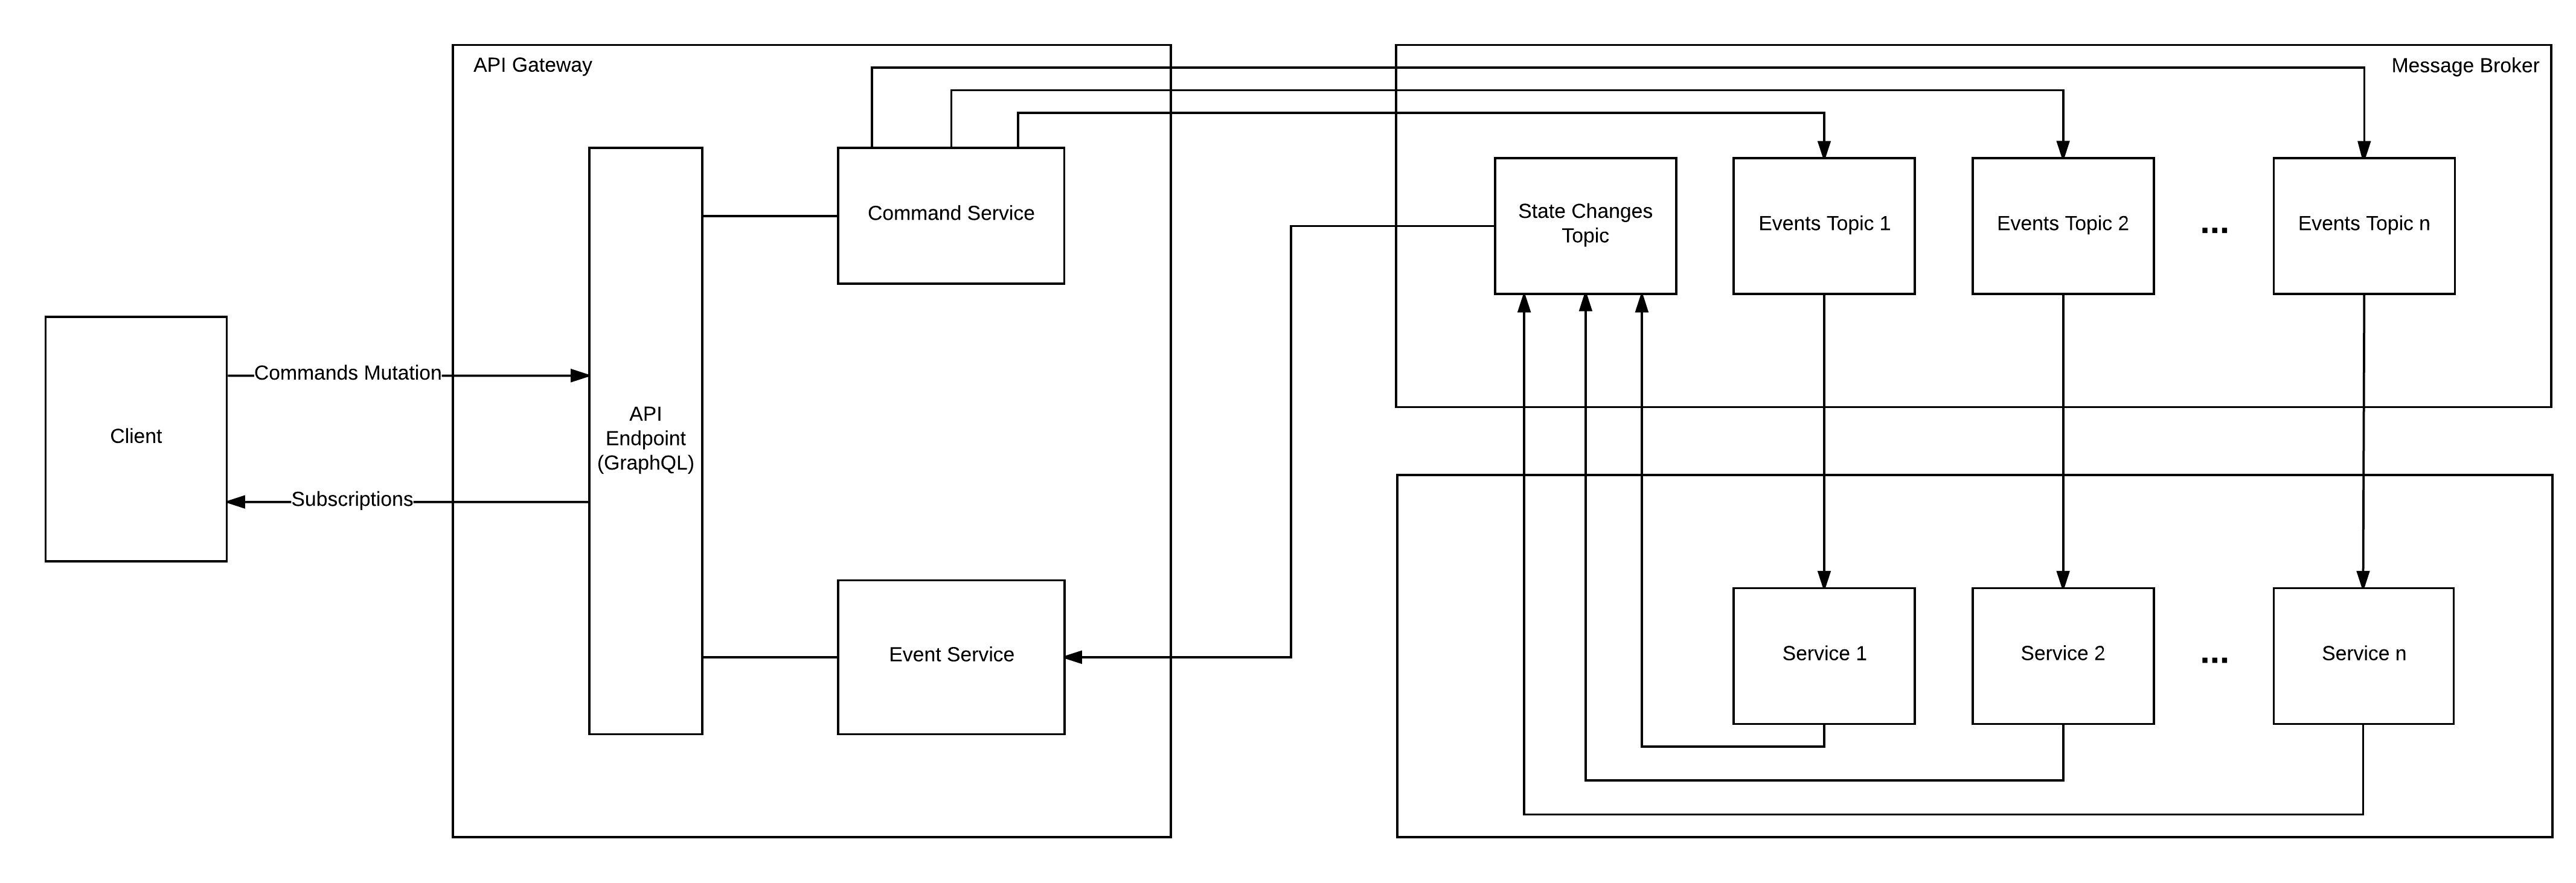 API Gateway
Message Broker
Command Service
State Changes
Topic
Events Topic 1
Events Topic 2
...
Events Topic n
Commands Mutation
Client
API
Endpoint
(GraphQL)
Subscriptions
Event Service
Service 1
Service 2
...
Service n